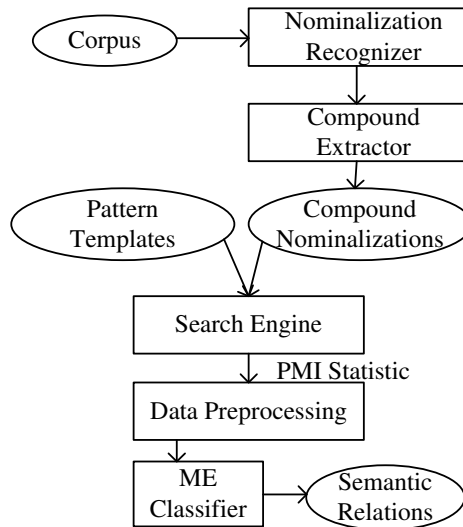 Corpus
Nominalization
Recognizer
Compound
Extractor
Pattern
Templates
Compound
Nominalizations
Search Engine
PMI Statistic
Data Preprocessing
ME
Classifier
Semantic
Relations